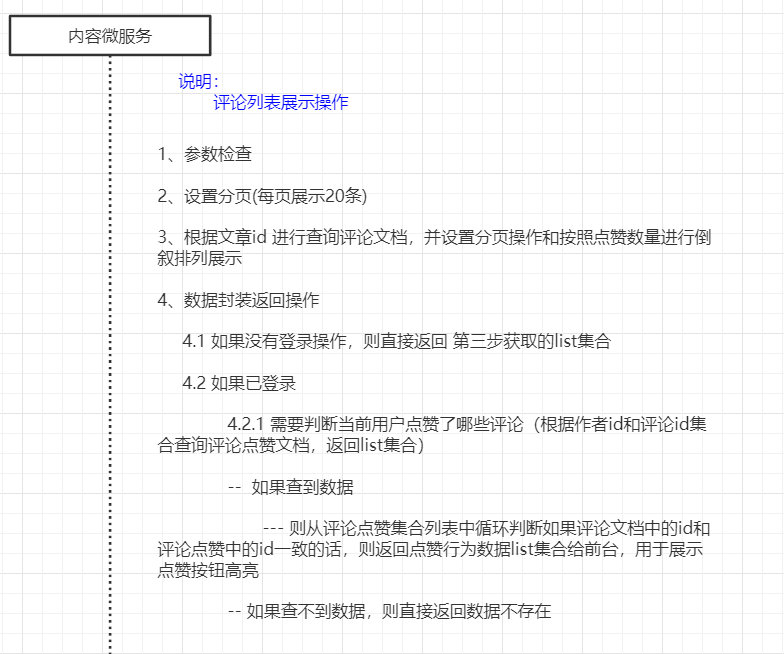 内容微服务
说明：
评论列表展示操作
1、参数检查
2、设置分页(每页展示20条)
3、根据文章id 进行查询评论文档，并设置分页操作和按照点赞数量进行倒
叙排列展示
4、数据封装返回操作
4.1 如果没有登录操作，则直接返回 第三步获取的list集合
4.2 如果已登录
4.2.1 需要判断当前用户点赞了哪些评论（根据作者id和评论id集
合查询评论点赞文档，返回list集合）
-- 如果查到数据
--- 则从评论点赞集合列表中循环判断如果评论文档中的id和
评论点赞中的id一致的话，则返回点赞行为数据list集合给前台，用于展示
点赞按钮高亮
-- 如果查不到数据，则直接返回数据不存在